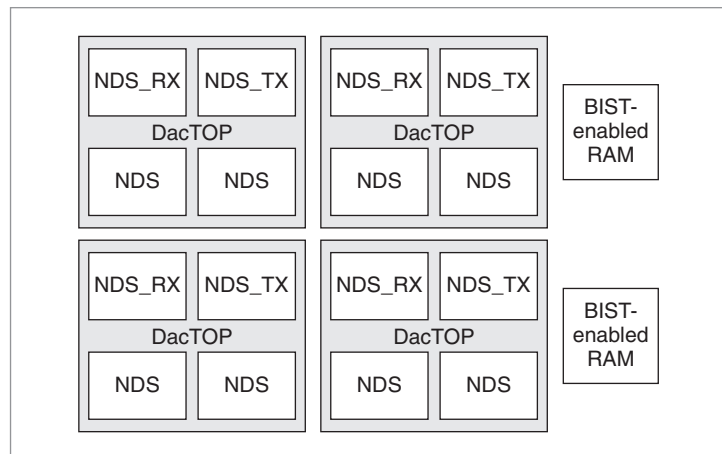 NDS_RX NDS_TX NDS_RX NDS_TX
DacTOP DacTOP
NDS NDS NDS NDS
BIST-
enabled
RAM
NDS_RX NDS_TX NDS_RX NDS_TX
DacTOP DacTOP
NDS NDS NDS NDS
BIST-
enabled
RAM